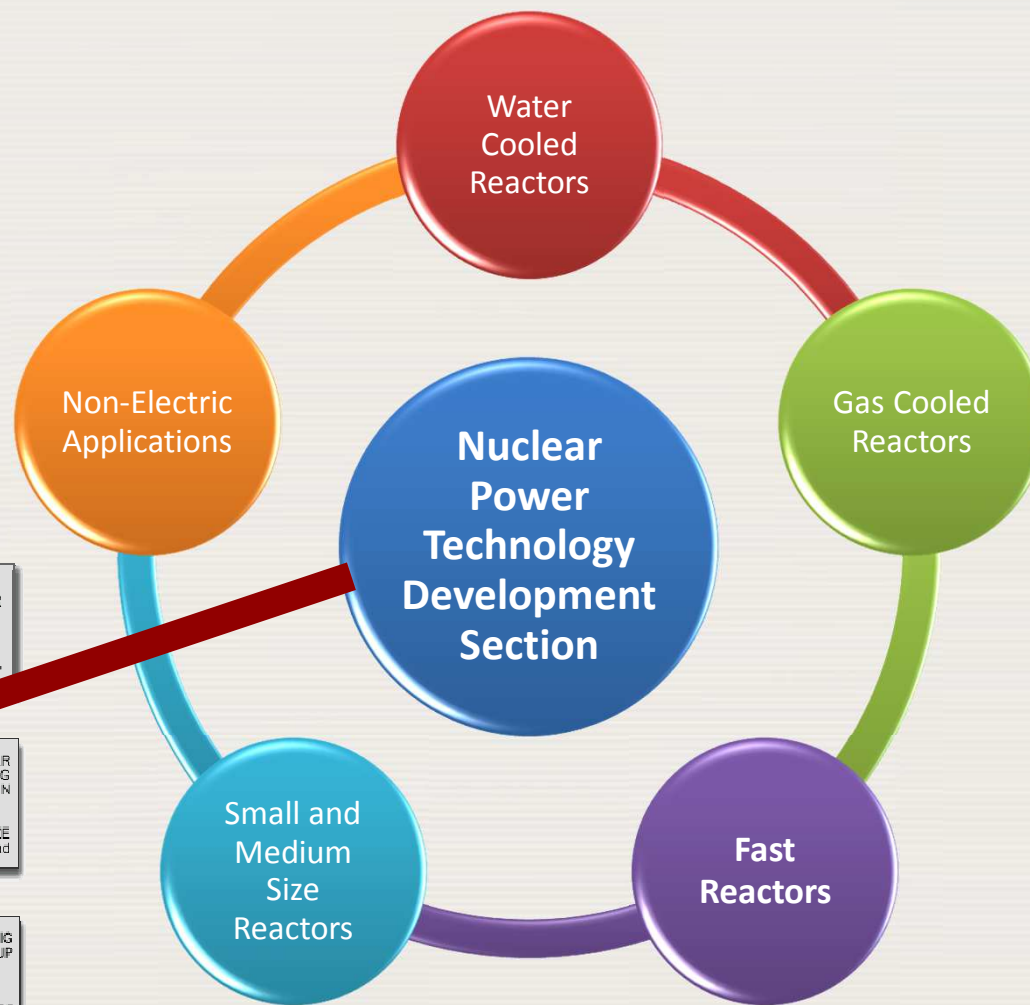 Water
Cooled
Reactors
Non-Electric
Applications
Gas Cooled
Reactors
Nuclear
Power
Technology
Development
Section
Small and
Medium
Size
Reactors
Fast
Reactors